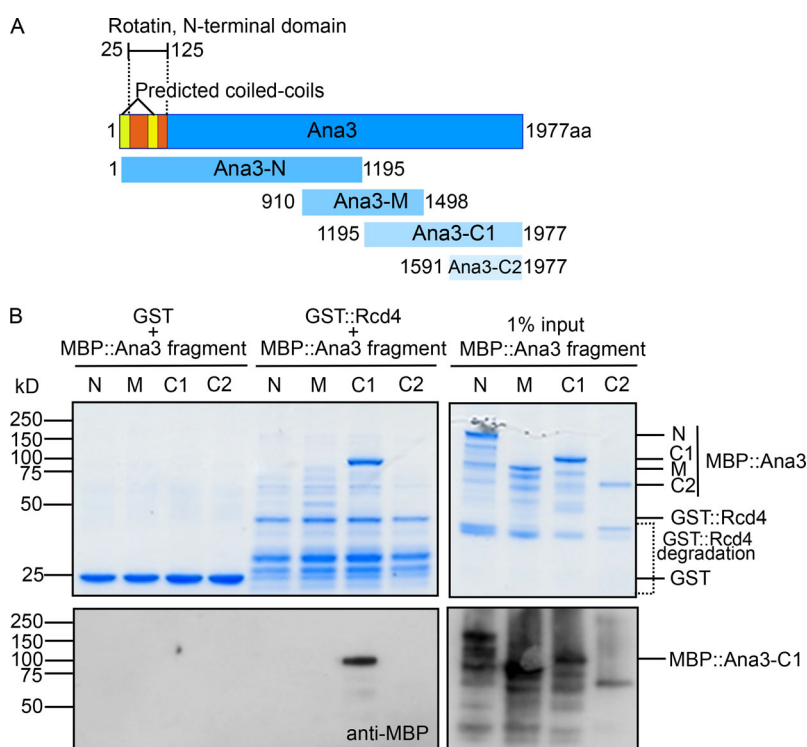 A
Rotatin, N-terminal domain
25 125
Predicted coiled-coils
1 Ana3 1977aa
1 Ana3-N 1195
910 Ana3-M 1498
1195 Ana3-C1 1977
1591 Ana3-C2 1977
B
GST
+
MBP::Ana3 fragment
GST::Rcd4
+
MBP::Ana3 fragment
1% input
MBP::Ana3 fragment
kD N M C1 C2 N M C1 C2 N M C1 C2
250
150
100
75
50
25
N
C1
M
C2
MBP::Ana3
GST::Rcd4
GST::Rcd4
degradation
GST
250
150
100
75
50
anti-MBP
MBP::Ana3-C1